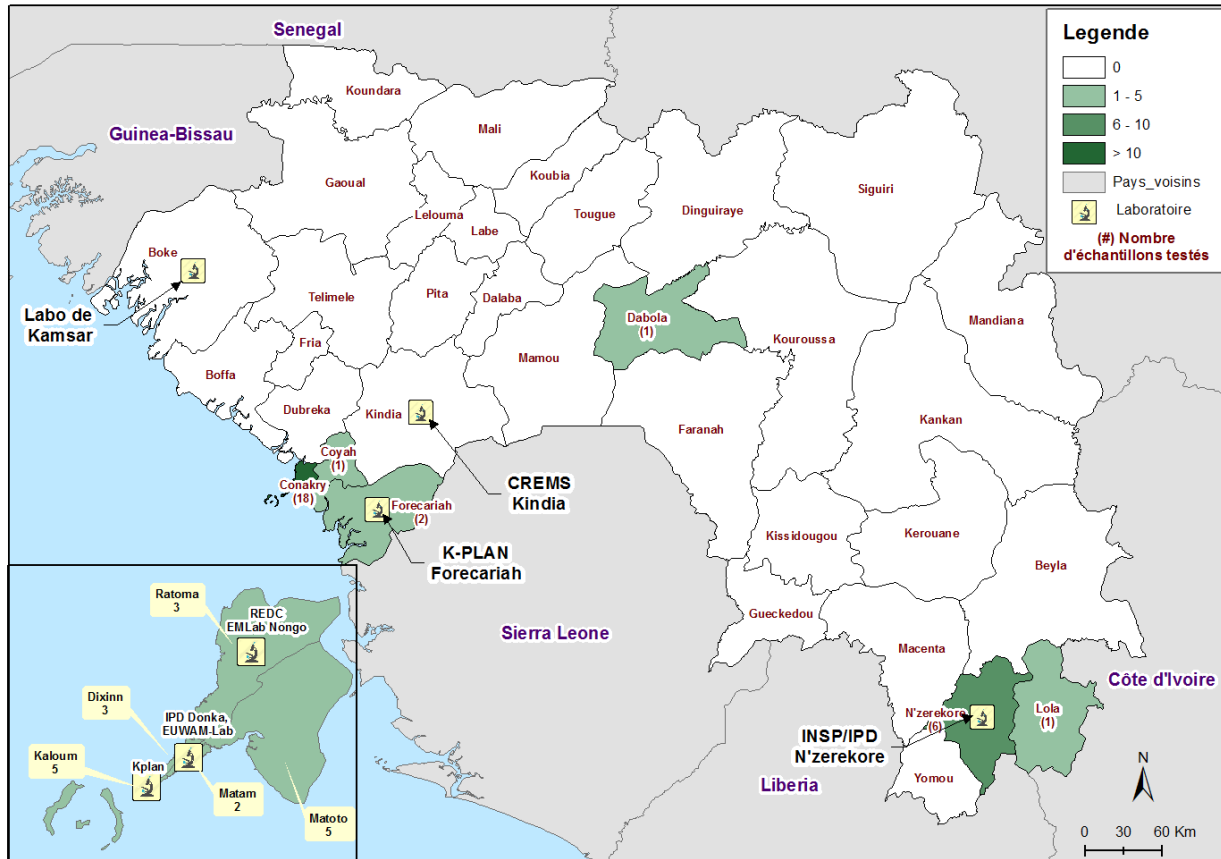 Senegal
Guinea-Bissau
Koundara
Mali
Gaoual
Koubia
Lelouma
Labe
Tougue
Dinguiraye
Siguiri
Boke
Labo de
Kamsar
Telimele
Pita
Dalaba
Dabola
(1)
Mandiana
Kouroussa
Fria
Boffa
Mamou
Dubreka
Kindia
Faranah
Kankan
Coyah
(1)
Conakry
(18)
Forecariah
(2)
CREMS
Kindia
K-PLAN
Forecariah
Kissidougou
Kerouane
Beyla
Gueckedou
Sierra Leone
Macenta
Côte d'Ivoire
N'zerekore
(6)
Lola
(1)
INSP/IPD
N'zerekore
Yomou
Liberia
Legende
0
1 - 5
6 - 10
> 10
Pays_voisins
Laboratoire
(#) Nombre
d'échantillons testés
Ratoma
3
REDC
EMLab Nongo
Dixinn
3
IPD Donka,
EUWAM-Lab
Kaloum
5
Kplan
Matam
2
Matoto
5
N
0 30 60 Km